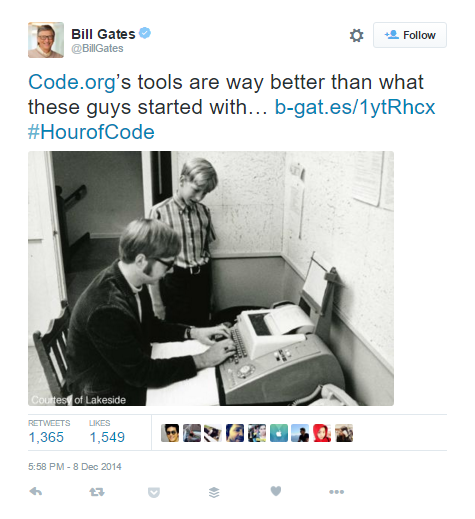 Bill Gates
@BillGates
Follow
Code.org’s tools are way better than what
these guys started with… b-gat.es/1ytRhcx
#HourofCode
Courtesy of Lakeside
RETWEETS LIKES
1,365 1,549
5:58 PM - 8 Dec 2014